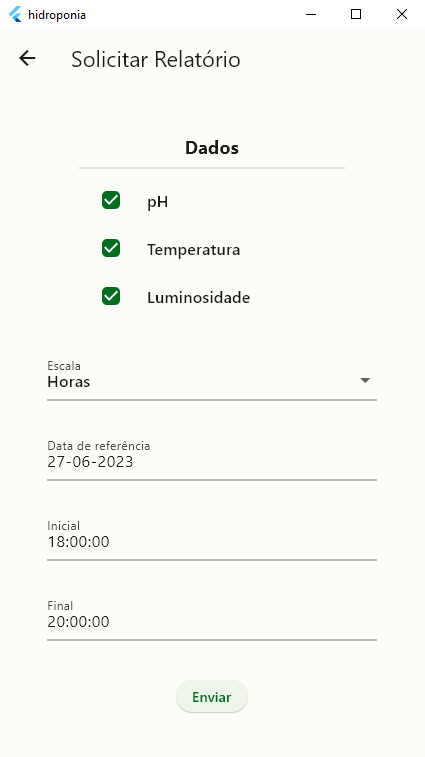 hidroponia
Solicitar Relatório
Dados
pH
Temperatura
Luminosidade
Escala
Horas
Data de referência
27-06-2023
Inicial
18:00:00
Final
20:00:00
Enviar